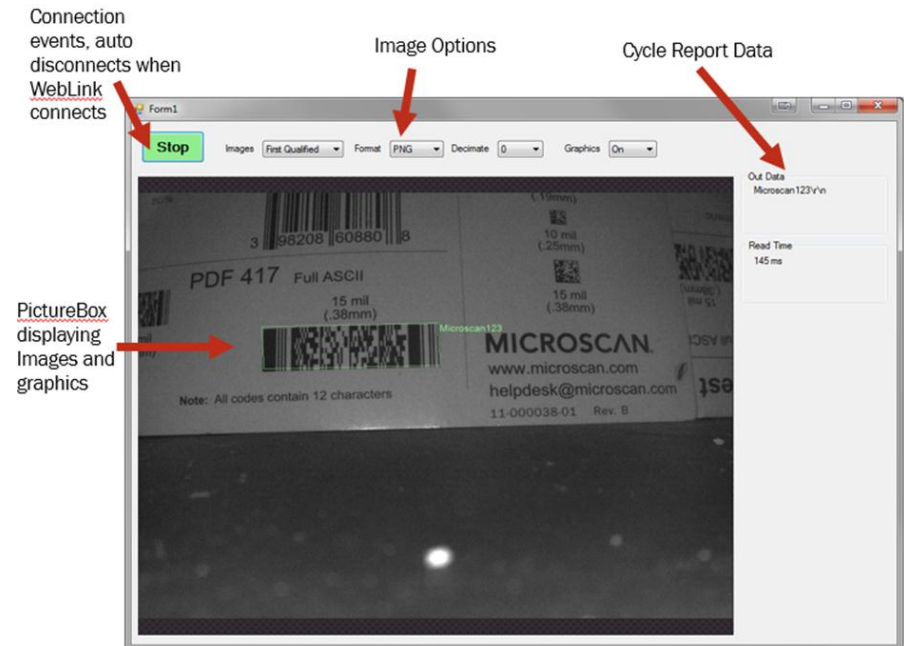 Connection
events, auto
disconnects when
WebLink
connects
Image Options
Cycle Report Data
Form1
Stop
Images First Qualified Format PNG Decimate 0 Graphics On
Out Data
Microscan123\r\n
Read Time
145 ms
PictureBox
displaying
Images and
graphics
3 98208 60880 8
(.19mm)
10 mil
(.25mm)
PDF 417 Full ASCII
15 mil
(.38mm)
15 mil
(.38mm)
Microscan123
MICROSCAN
www.microscan.com
helpdesk@microscan.com
Note: All codes contain 12 characters
11-000038-01 Rev. B